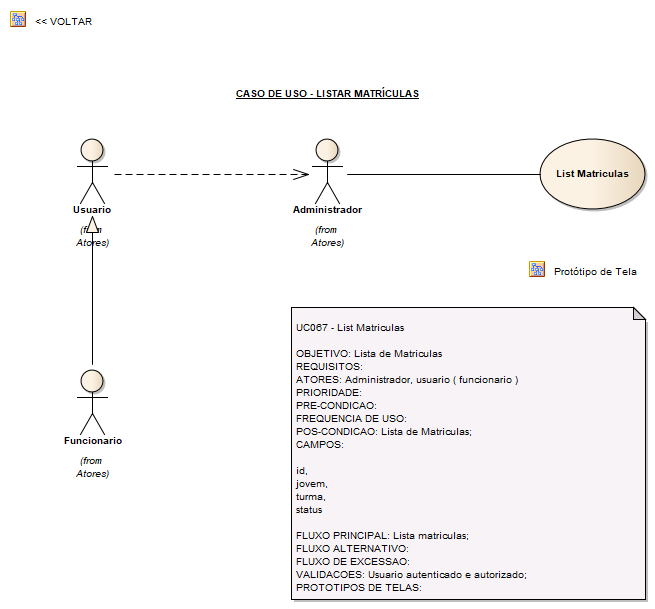 << VOLTAR
CASO DE USO - LISTAR MATRÍCULAS
Usuario
(from
Atores)
Administrador
(from
Atores)
List Matriculas
Protótipo de Tela
Funcionario
(from
Atores)
UC067 - List Matriculas
OBJETIVO: Lista de Matriculas
REQUISITOS:
ATORES: Administrador, usuario ( funcionario )
PRIORIDADE:
PRE-CONDICAO:
FREQUENCIA DE USO:
POS-CONDICAO: Lista de Matriculas;
CAMPOS:
id,
jovem,
turma,
status
FLUXO PRINCIPAL: Lista matriculas;
FLUXO ALTERNATIVO:
FLUXO DE EXCESSAO:
VALIDACOES: Usuario autenticado e autorizado;
PROTOTIPOS DE TELAS: